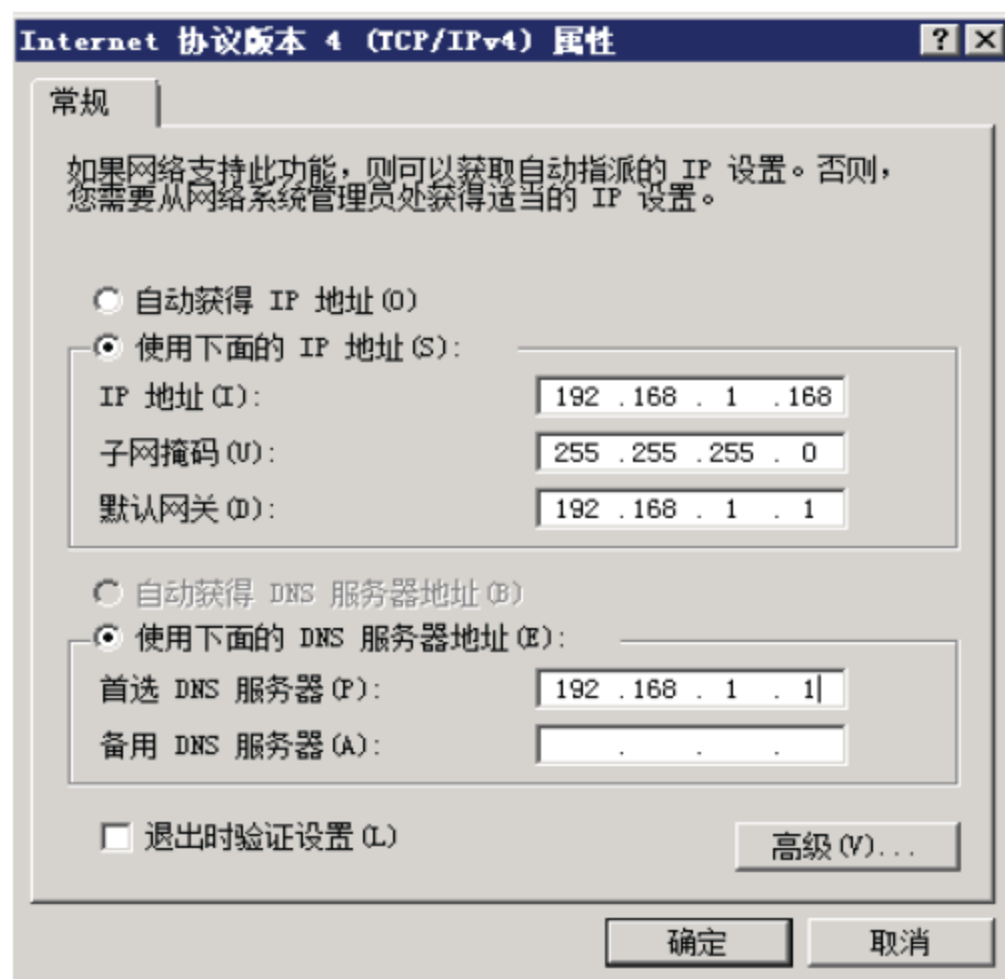 Internet 协议版本 4 (TCP/IPv4) 属性
常规
如果网络支持此功能，则可以获取自动指派的 IP 设置。否则，
您需要从网络系统管理员处获得适当的 IP 设置。
自动获得 IP 地址(O)
使用下面的 IP 地址(S):
IP 地址(I): 192 .168 . 1 .168
子网掩码(U): 255 .255 .255 . 0
默认网关(D): 192 .168 . 1 . 1
自动获得 DNS 服务器地址(B)
使用下面的 DNS 服务器地址(E):
首选 DNS 服务器(P): 192 .168 . 1 . 1
备用 DNS 服务器(A): . . .
退出时验证设置(L)
高级(V)...
确定 取消